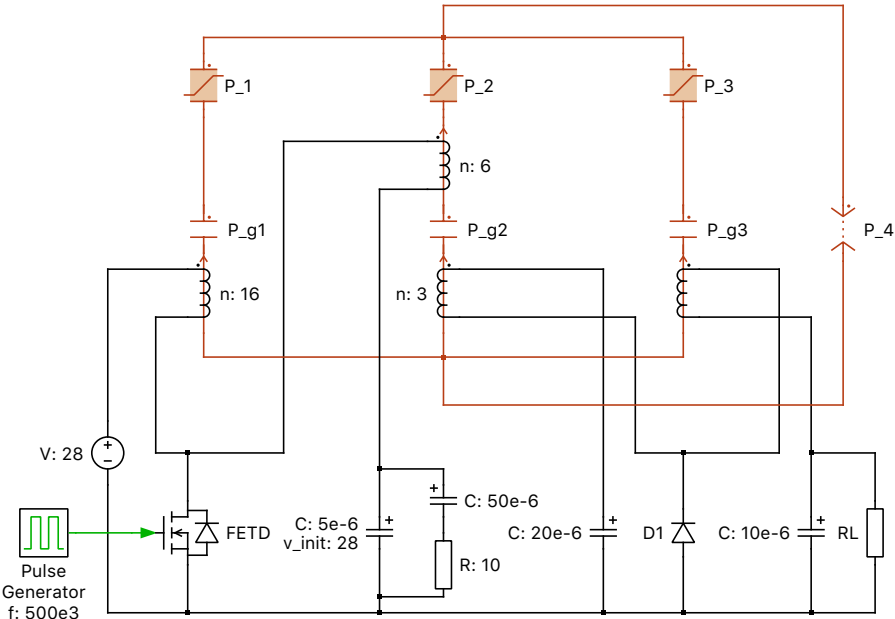 P_1
P_2
P_3
n: 6
P_g1
P_g2
P_g3
P_4
n: 16
n: 3
V: 28
FETD
C: 5e-6
v_init: 28
C: 50e-6
R: 10
C: 20e-6
D1
C: 10e-6
RL
Pulse
Generator
f: 500e3